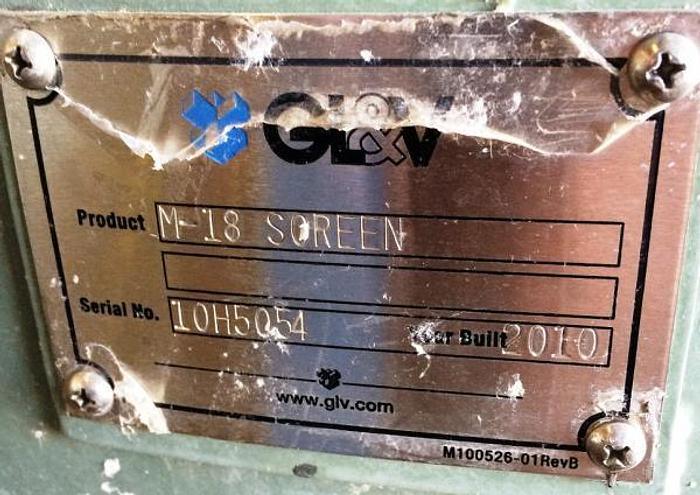 GL&V
Product M-18 SCREEN
Serial No. 10H5054 Year Built 2010
www.glv.com
M100526-01RevB